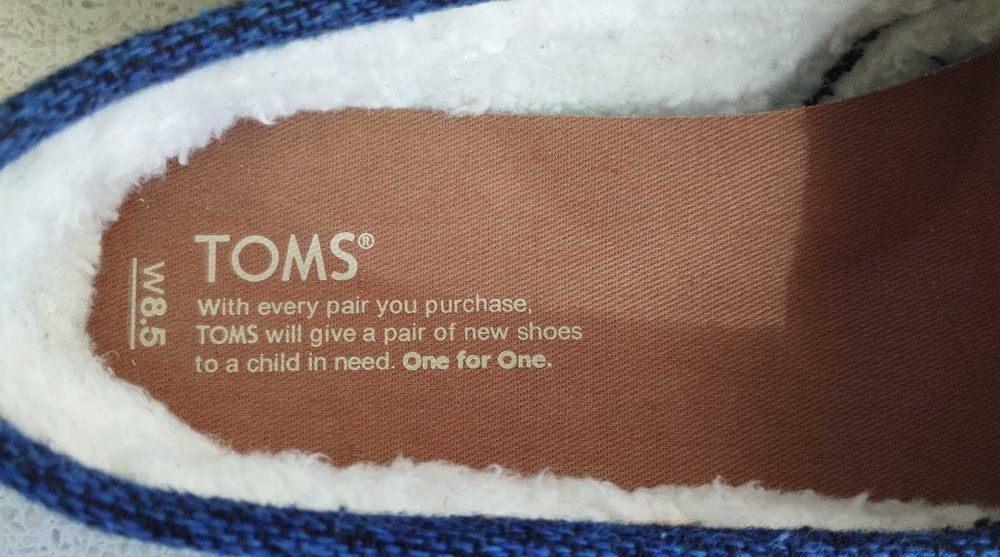 TOMS®
With every pair you purchase,
TOMS will give a pair of new shoes
to a child in need. One for One.
W8.5